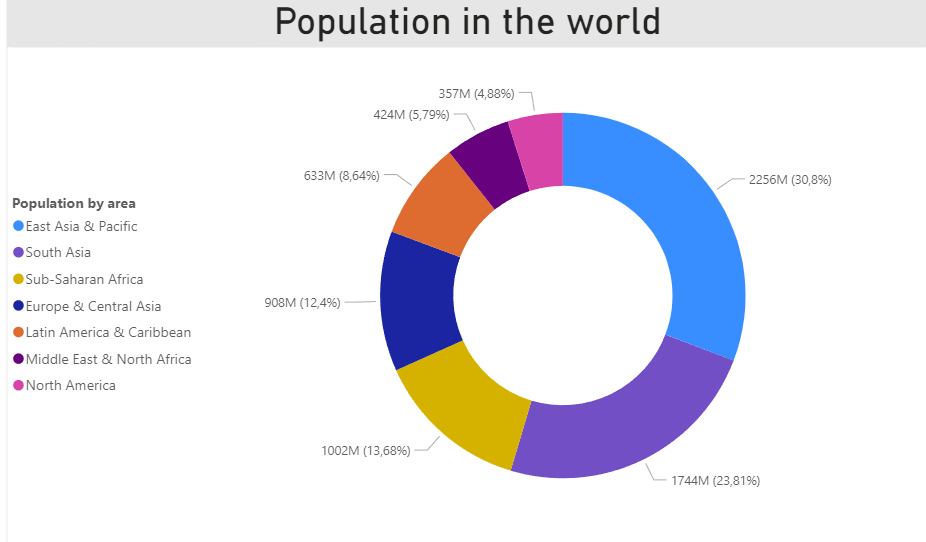 Population in the world
357M (4,88%)
424M (5,79%)
633M (8,64%)
2256M (30,8%)
Population by area
East Asia & Pacific
South Asia
Sub-Saharan Africa
Europe & Central Asia
908M (12,4%)
Latin America & Caribbean
Middle East & North Africa
North America
1002M (13,68%)
1744M (23,81%)